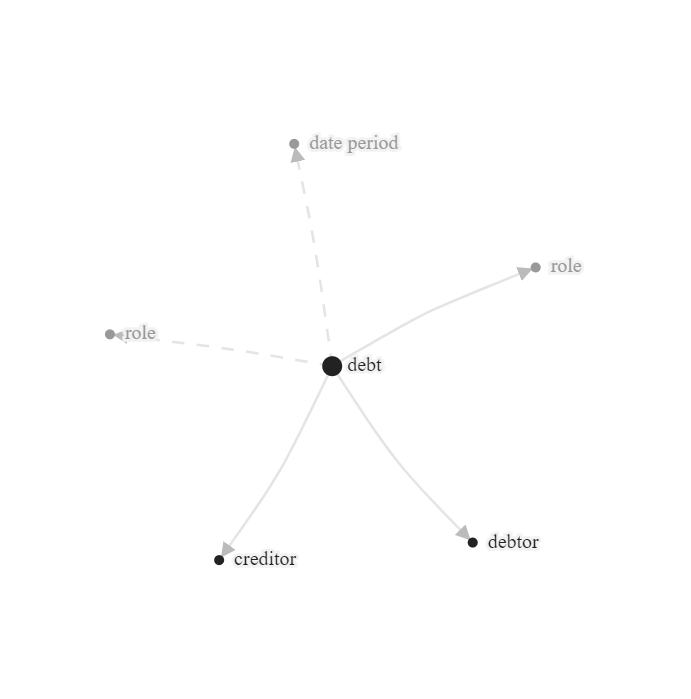 date period
role
role
debt
debtor
creditor